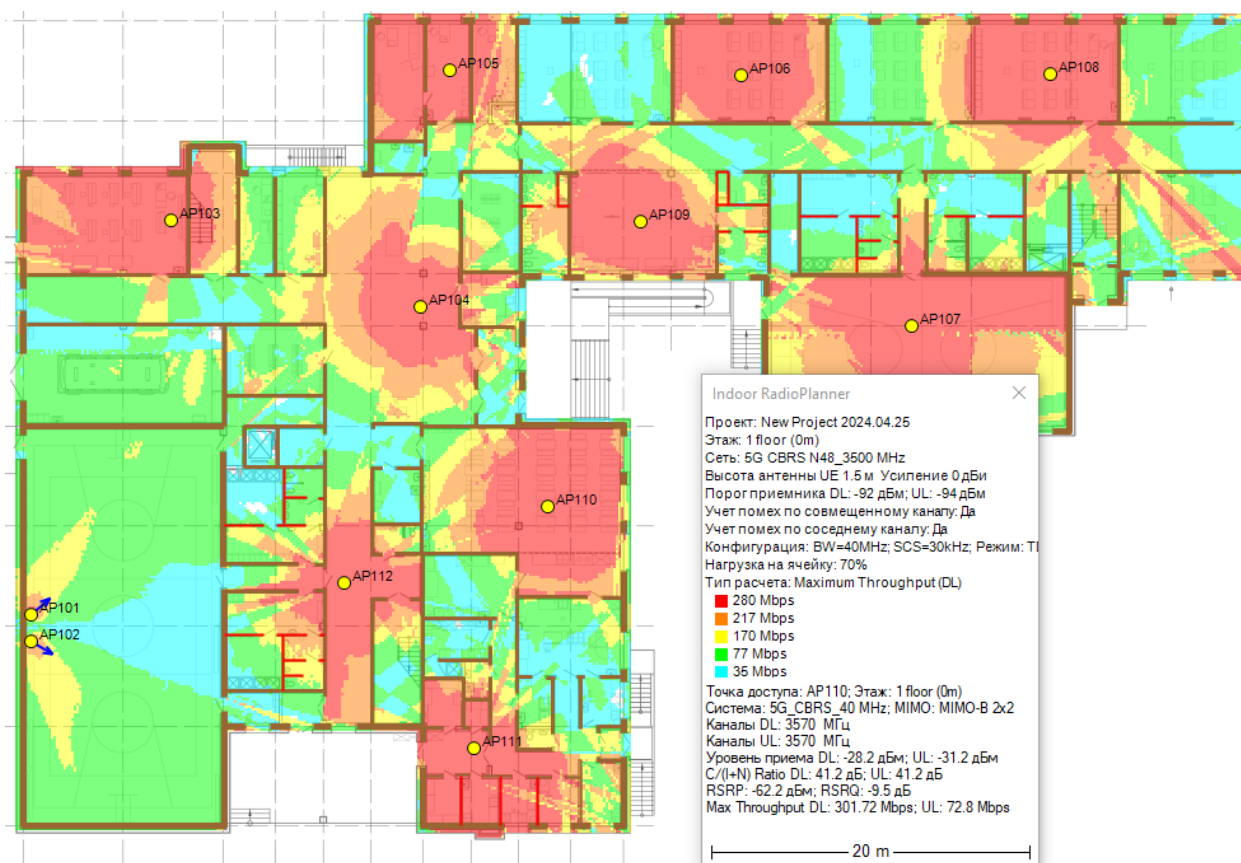 AP105
AP106
AP108
AP103
AP109
AP104
AP107
AP110
AP112
AP101
AP102
AP111
Indoor RadioPlanner
Проект: New Project 2024.04.25
Этаж: 1 floor (0m)
Сеть: 5G CBRS N48_3500 MHz
Высота антенны UE 1.5 м Усиление 0 дБи
Порог приемника DL: -92 дБм; UL: -94 дБм
Учет помех по совмещенному каналу: Да
Учет помех по соседнему каналу: Да
Конфигурация: BW=40MHz; SCS=30kHz; Режим: TI
Нагрузка на ячейку: 70%
Тип расчета: Maximum Throughput (DL)
280 Mbps
217 Mbps
170 Mbps
77 Mbps
35 Mbps
Точка доступа: AP110; Этаж: 1 floor (0m)
Система: 5G_CBRS_40 MHz; MIMO: MIMO-B 2x2
Каналы DL: 3570 МГц
Каналы UL: 3570 МГц
Уровень приема DL: -28.2 дБм; UL: -31.2 дБм
C/(I+N) Ratio DL: 41.2 дБ; UL: 41.2 дБ
RSRP: -62.2 дБм; RSRQ: -9.5 дБ
Max Throughput DL: 301.72 Mbps; UL: 72.8 Mbps
20 m